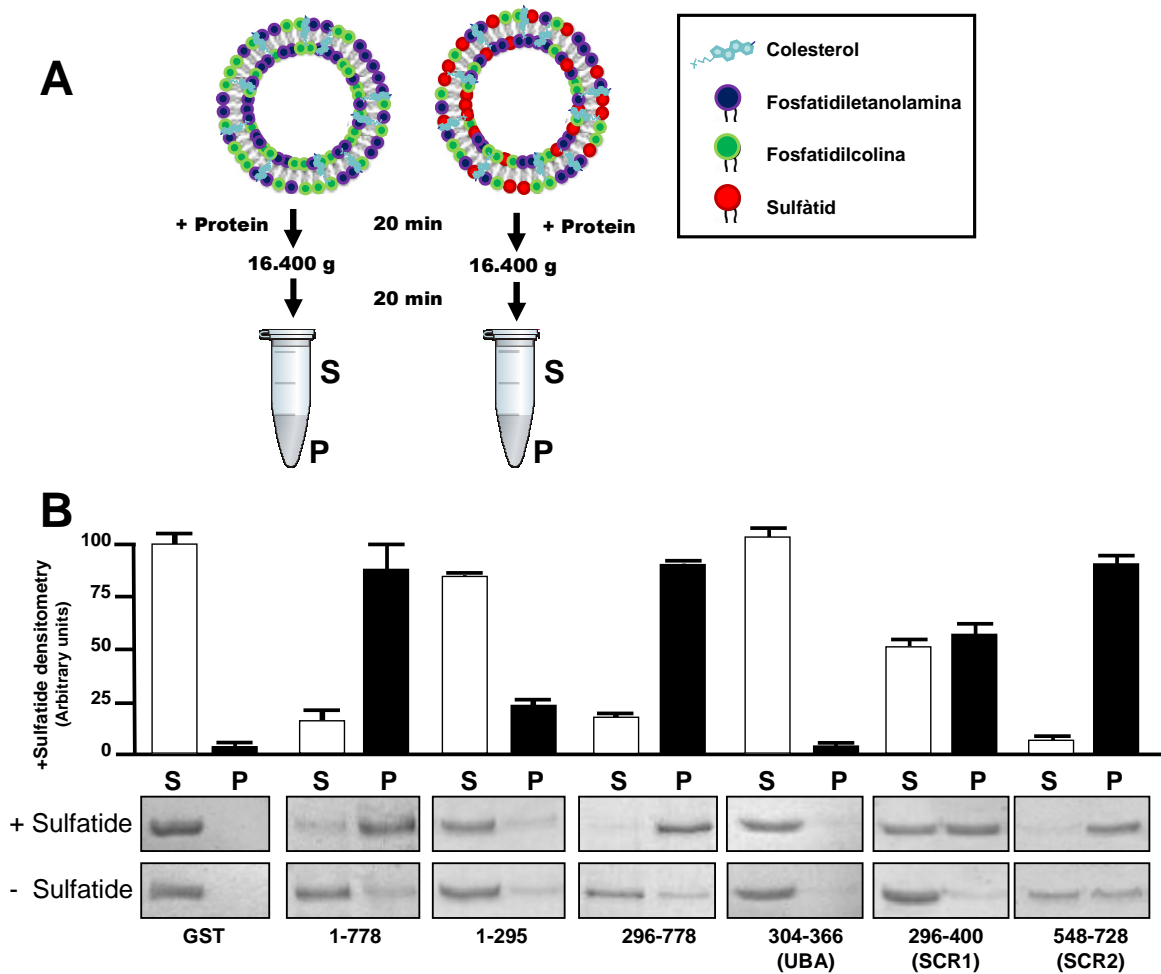 A
Colesterol
Fosfatidiletanolamina
Fosfatidilcolina
Sulfàtid
+ Protein 20 min + Protein
16.400 g 16.400 g
20 min
S S
P P
B
+Sulfatide densitometry
(Arbitrary units)
100
75
50
25
0
S P S P S P S P S P S P S P
+ Sulfatide
- Sulfatide
GST 1-778 1-295 296-778 304-366 296-400 548-728
(UBA) (SCR1) (SCR2)